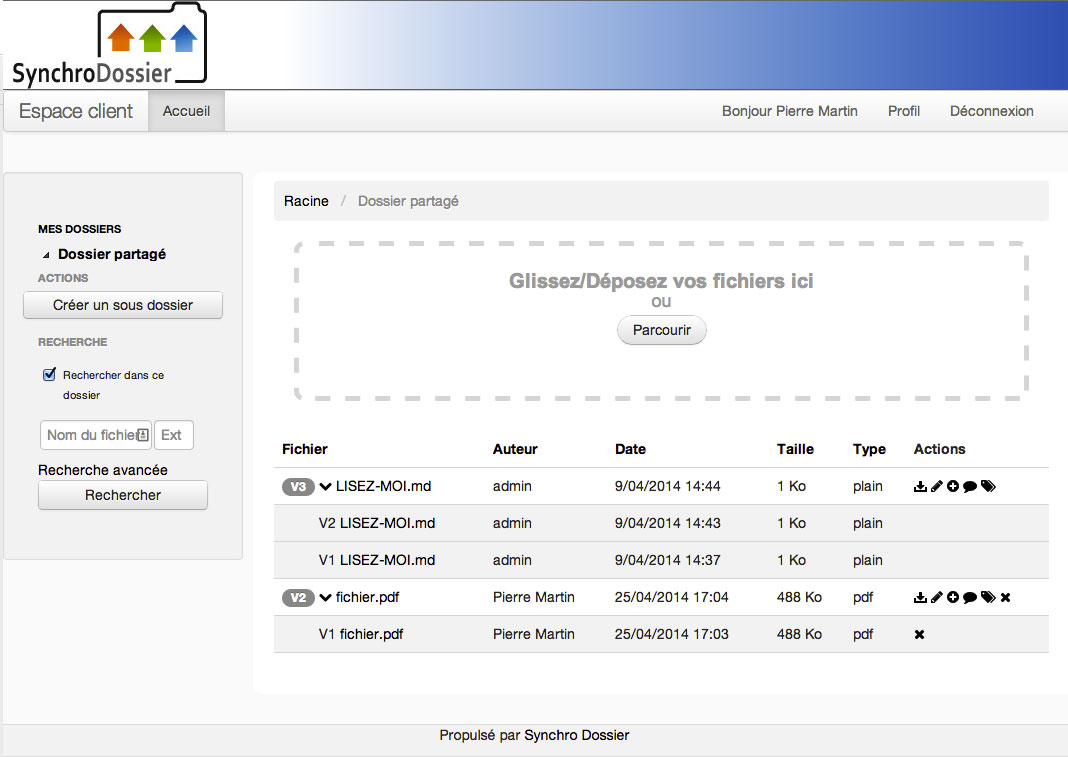 SynchroDossier
Espace client Accueil Bonjour Pierre Martin Profil Déconnexion
MES DOSSIERS
Dossier partagé
ACTIONS
Créer un sous dossier
RECHERCHE
Rechercher dans ce
dossier
Nom du fichier Ext
Recherche avancée
Rechercher
Racine / Dossier partagé
Glissez/Déposez vos fichiers ici
ou
Parcourir
Fichier Auteur Date Taille Type Actions
V3 LISEZ-MOI.md admin 9/04/2014 14:44 1 Ko plain
V2 LISEZ-MOI.md admin 9/04/2014 14:43 1 Ko plain
V1 LISEZ-MOI.md admin 9/04/2014 14:37 1 Ko plain
V2 fichier.pdf Pierre Martin 25/04/2014 17:04 488 Ko pdf
V1 fichier.pdf Pierre Martin 25/04/2014 17:03 488 Ko pdf
Propulsé par Synchro Dossier